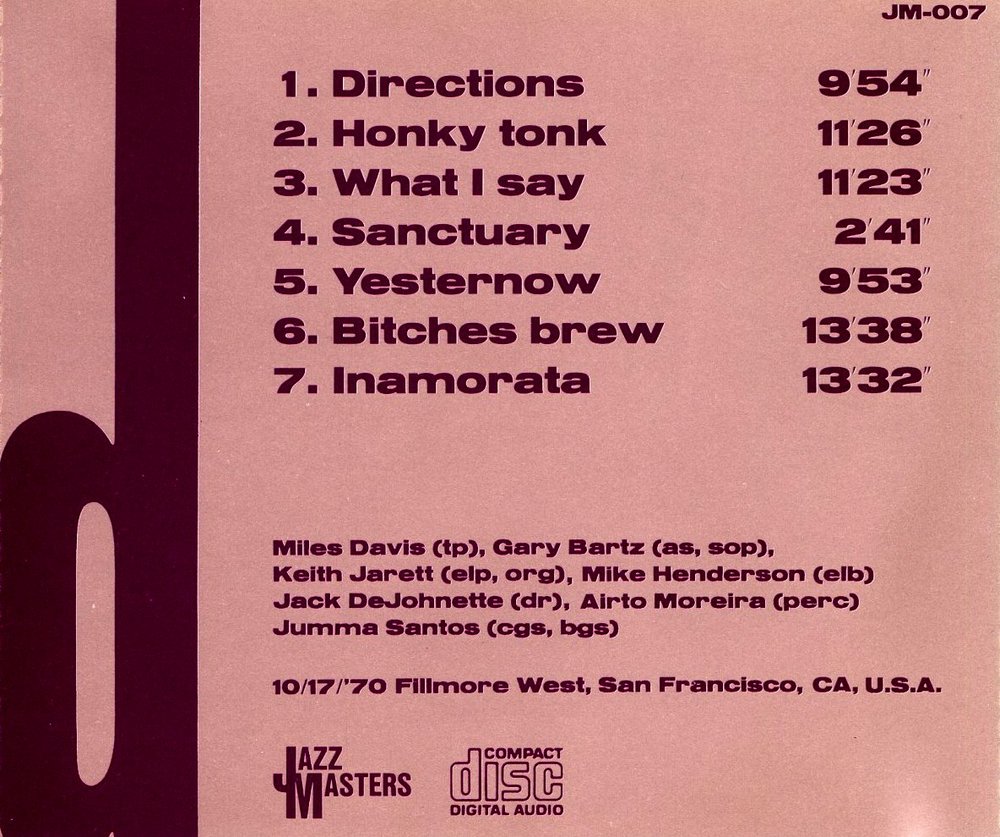 JM-007
1. Directions 9'54"
2. Honky tonk 11'26"
3. What I say 11'23"
4. Sanctuary 2'41"
5. Yesternow 9'53"
6. Bitches brew 13'38"
7. Inamorata 13'32"
Miles Davis (tp), Gary Bartz (as, sop),
Keith Jarett (elp, org), Mike Henderson (elb)
Jack DeJohnette (dr), Airto Moreira (perc)
Jumma Santos (cgs, bgs)
10/17/'70 Fillmore West, San Francisco, CA, U.S.A.
JAZZ
MASTERS
COMPACT
disc
DIGITAL AUDIO